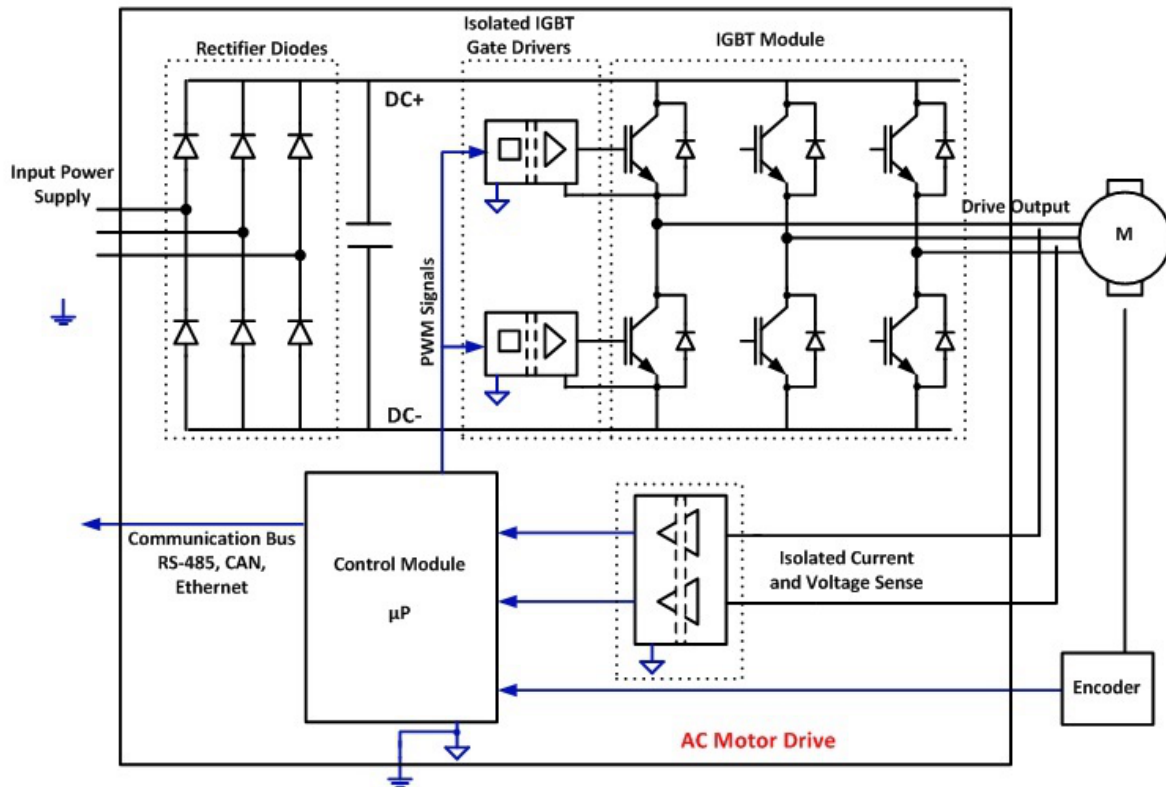 Isolated IGBT
Gate Drivers
Rectifier Diodes
IGBT Module
DC+
Input Power
Supply
Drive Output
M
PWM Signals
DC-
Communication Bus
RS-485, CAN,
Ethernet
Control Module
µP
Isolated Current
and Voltage Sense
Encoder
AC Motor Drive